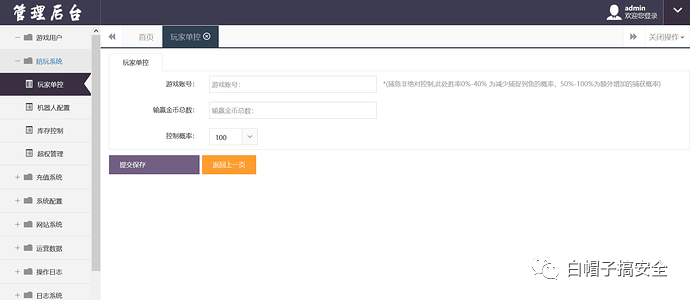 管理后台
admin
欢迎您登录
游戏用户
首页
玩家单控
关闭操作
陪玩系统
玩家单控
机器人配置
库存控制
超权管理
充值系统
系统配置
网站系统
运营数据
操作日志
日志系统
玩家单控
游戏账号:
游戏账号:
*(捕鱼非绝对控制,此处胜率0%-40% 为减少捕捉到鱼的概率，50%-100%为额外增加的捕获概率)
输赢金币总数:
输赢金币总数:
控制概率:
100
提交保存
返回上一页
白帽子搞安全